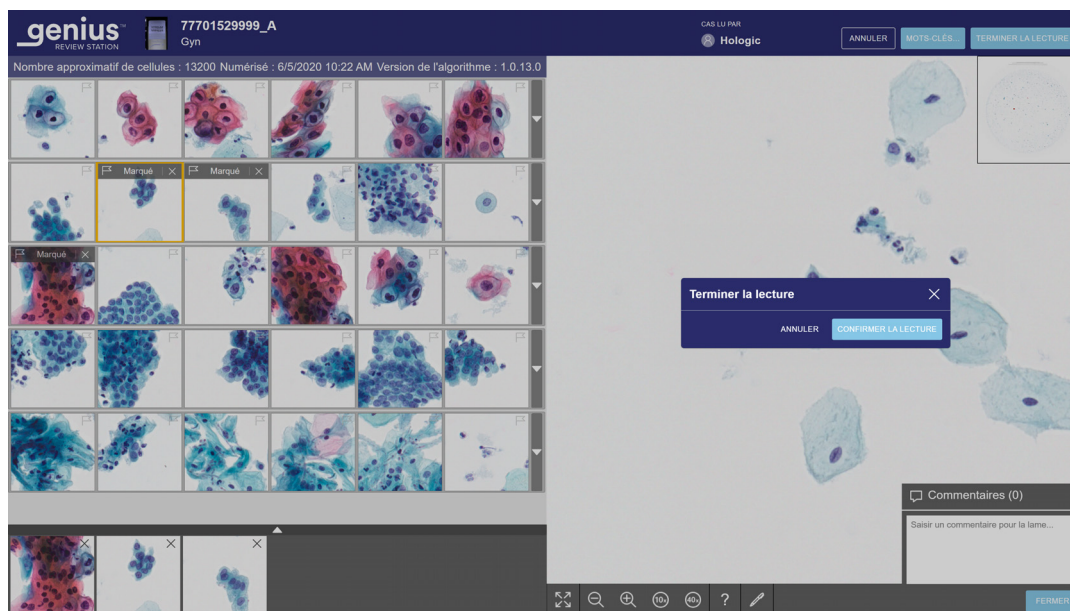 genius™
REVIEW STATION
77701529999_A
Gyn
CAS LU PAR
Hologic
ANNULER
MOTS-CLÉS...
TERMINER LA LECTURE
Nombre approximatif de cellules : 13200 Numérisé : 6/5/2020 10:22 AM Version de l'algorithme : 1.0.13.0
Marqué
Marqué
Marqué
Terminer la lecture
ANNULER
CONFIRMER LA LECTURE
Commentaires (0)
Saisir un commentaire pour la lame...
10x
40x
?
FERMER